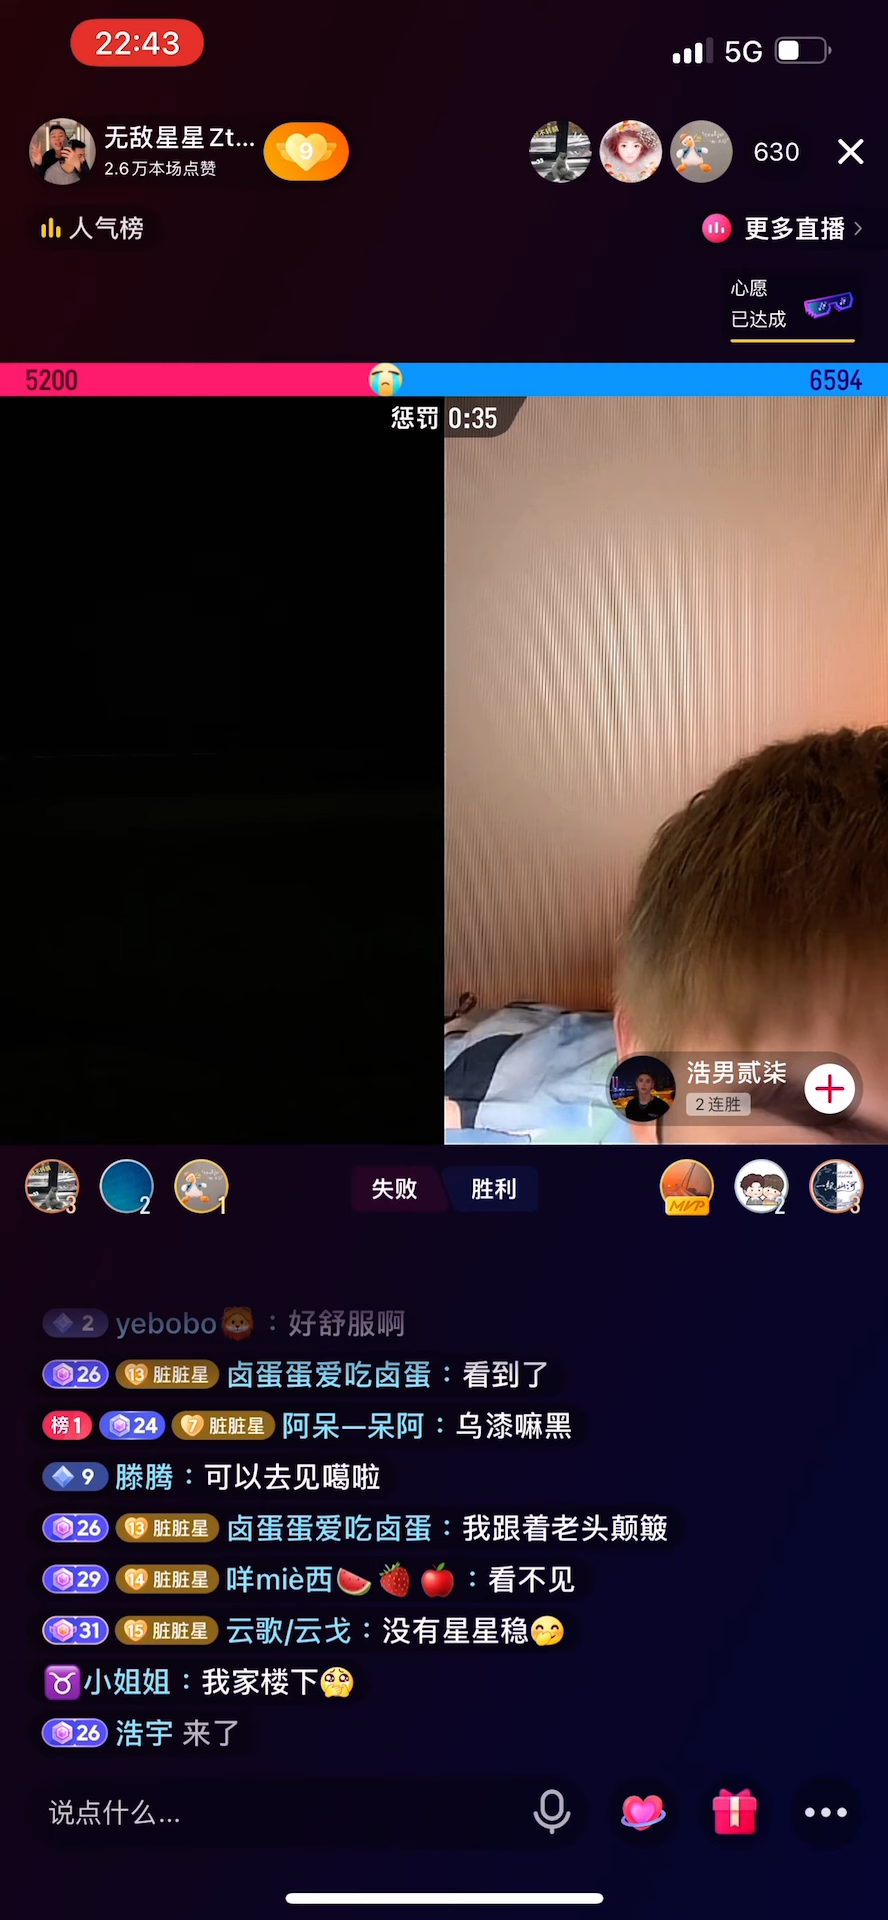 22:43
5G
无敌星星Zt...
2.6万本场点赞
9
630
人气榜
更多直播
心愿
已达成
5200
6594
惩罚 0:35
浩男贰柒
2连胜
3
2
1
失败
胜利
MVP
2
3
2 yebobo🦁：好舒服啊
26 13 脏脏星 卤蛋蛋爱吃卤蛋：看到了
榜1 24 7 脏脏星 阿呆一呆阿：乌漆嘛黑
9 滕腾：可以去见噶啦
26 13 脏脏星 卤蛋蛋爱吃卤蛋：我跟着老头颠簸
29 14 脏脏星 咩miè西🍉🍓🍎：看不见
31 15 脏脏星 云歌/云戈：没有星星稳🤭
♉小姐姐：我家楼下🫣
26 浩宇 来了
说点什么...